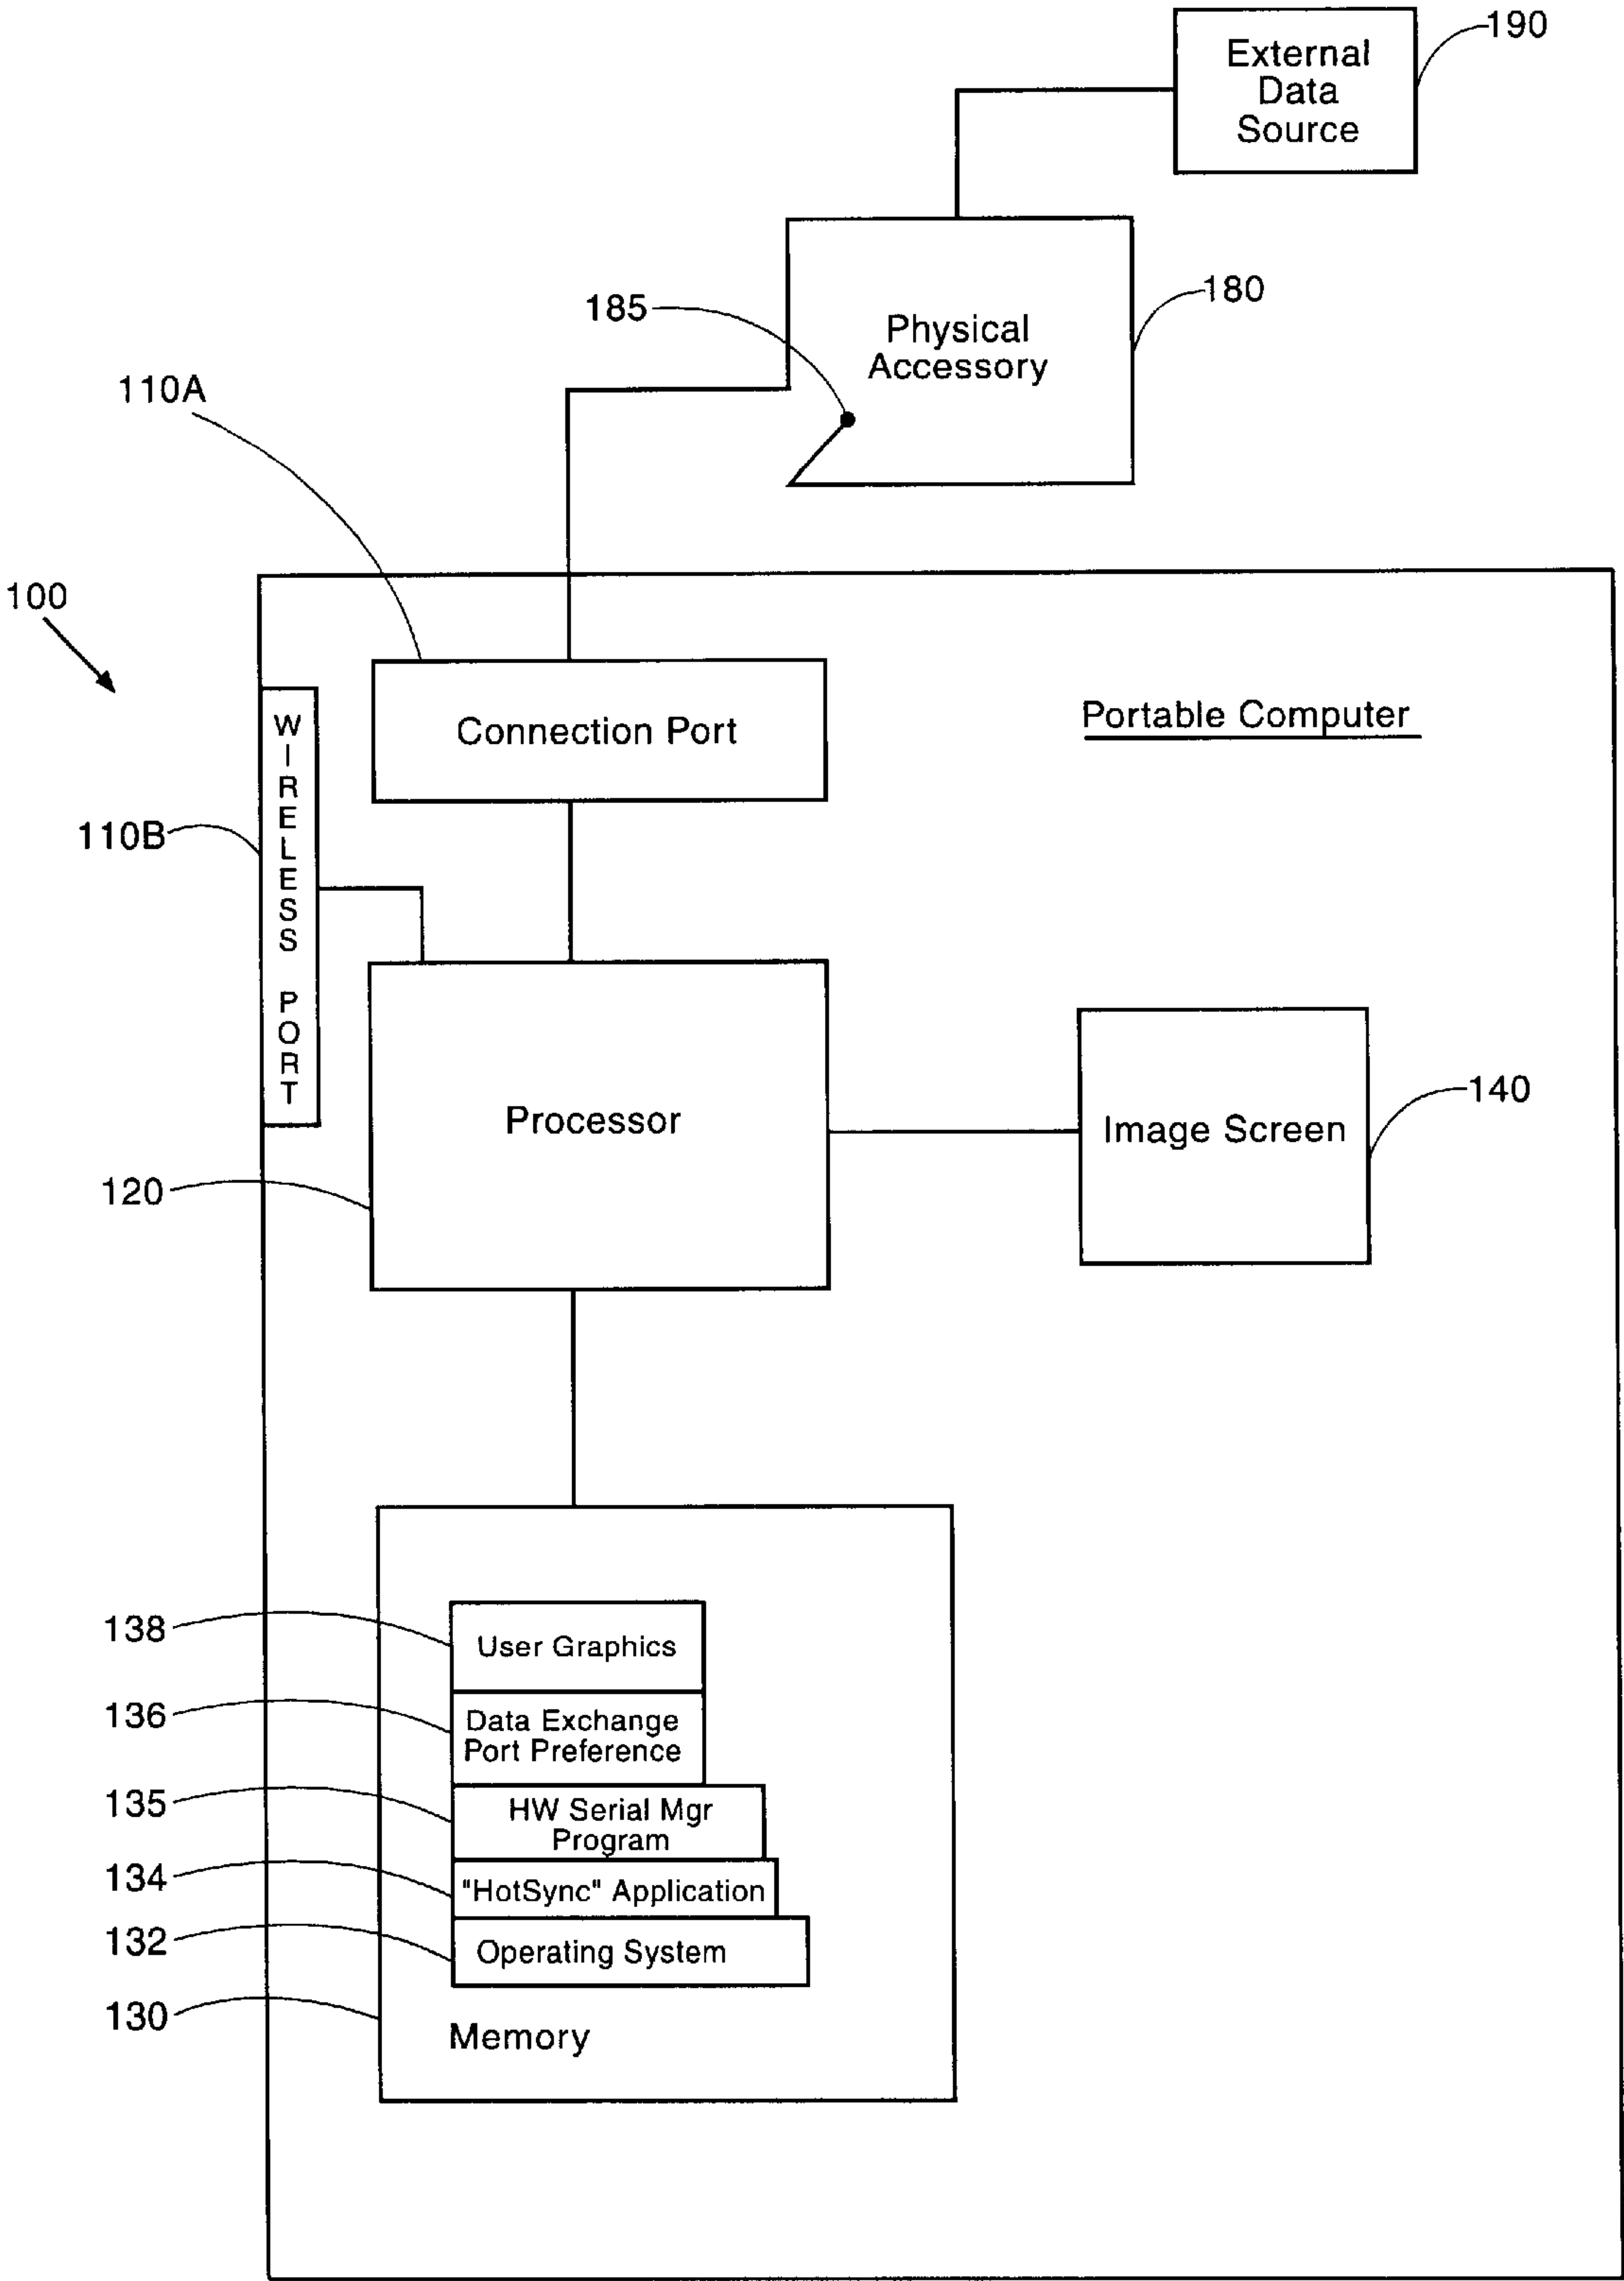 190
External
Data
Source
180
185
Physical
Accessory
110A
100
Connection Port
Portable Computer
WIRELESS PORT
110B
Processor
120
Image Screen
140
138
User Graphics
136
Data Exchange
Port Preference
135
HW Serial Mgr
Program
134
"HotSync" Application
132
Operating System
130
Memory